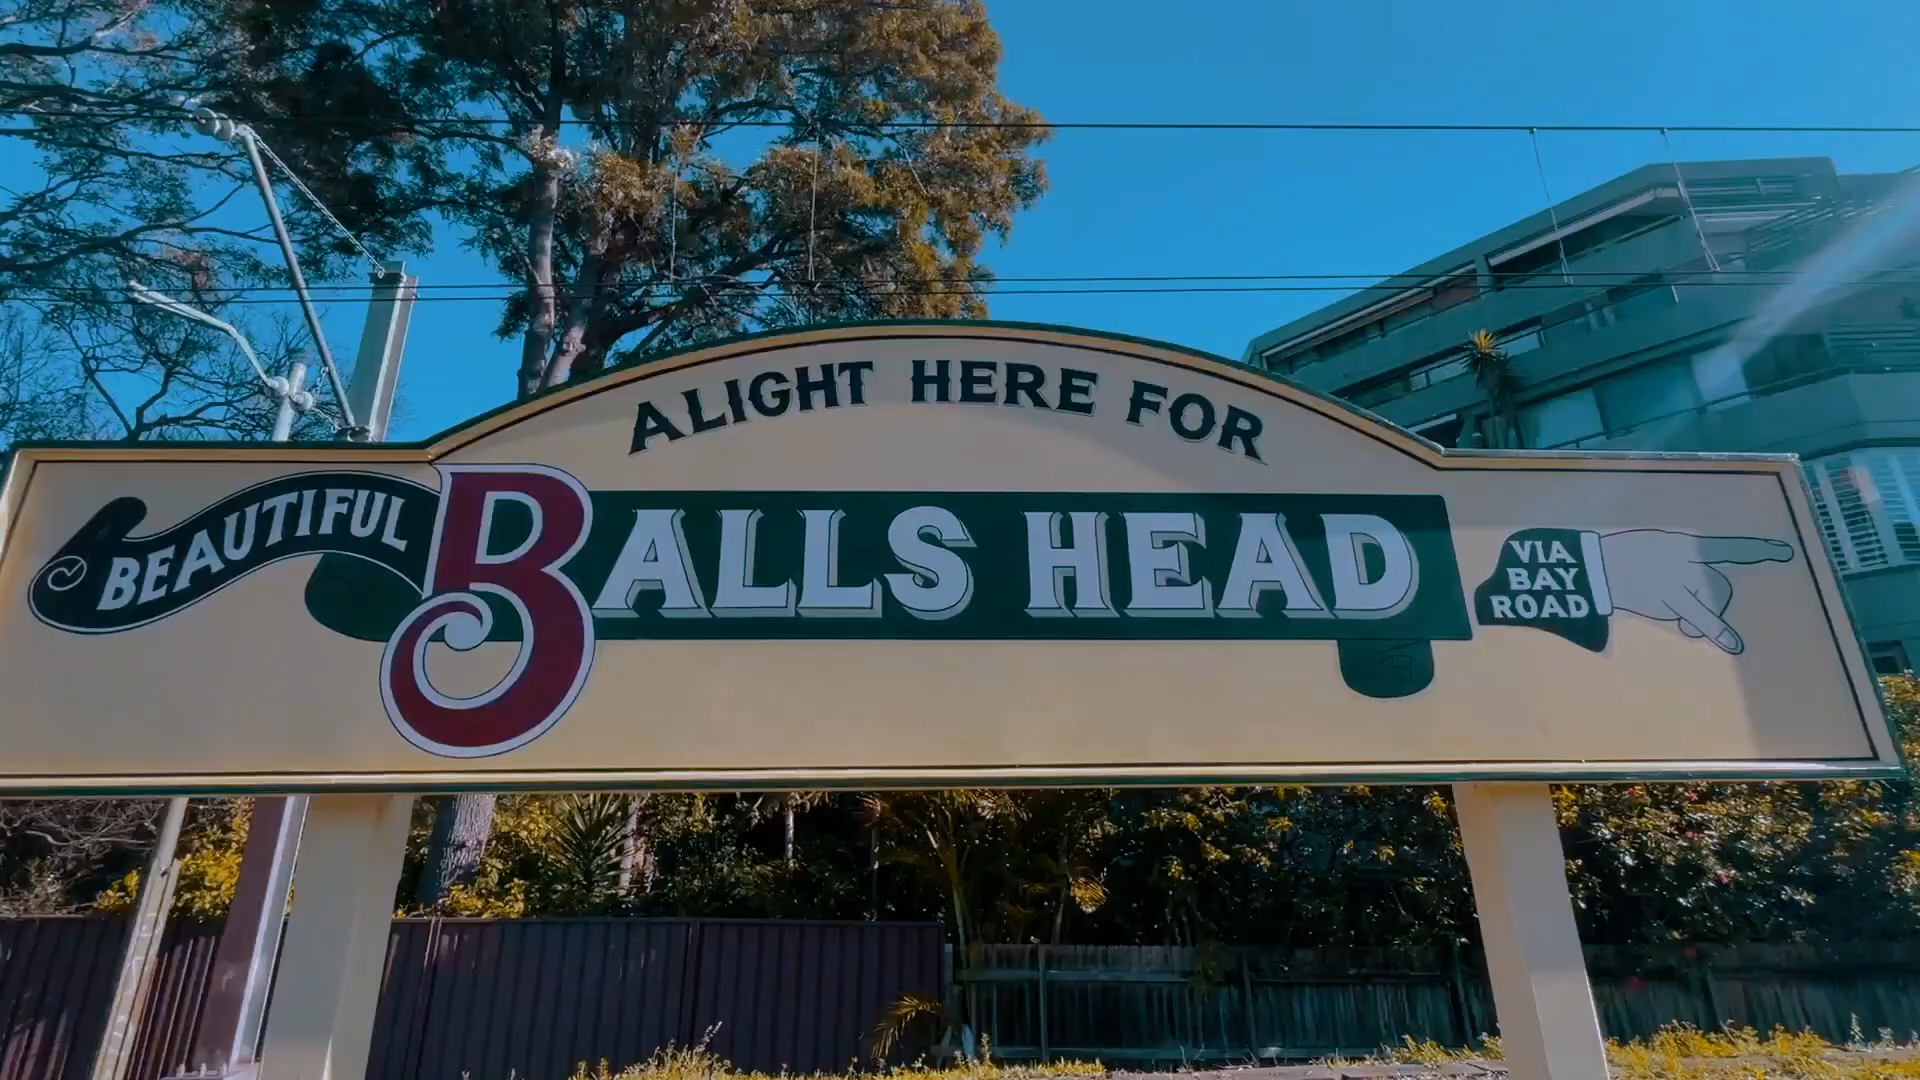 ALIGHT HERE FOR
BEAUTIFUL
BALLS HEAD
VIA
BAY
ROAD